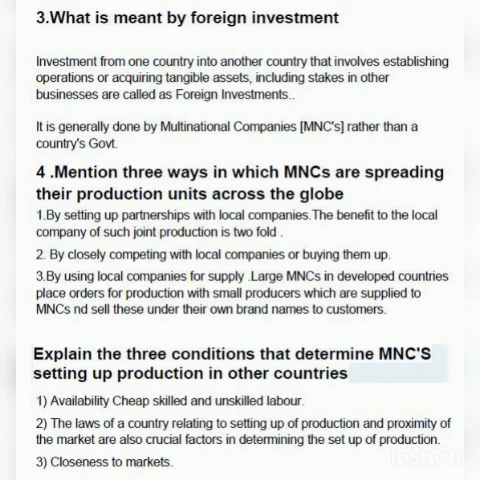 3.What is meant by foreign investment
Investment from one country into another country that involves establishing
operations or acquiring tangible assets, including stakes in other
businesses are called as Foreign Investments..
It is generally done by Multinational Companies [MNC's] rather than a
country's Govt.
4 .Mention three ways in which MNCs are spreading
their production units across the globe
1.By setting up partnerships with local companies.The benefit to the local
company of such joint production is two fold .
2. By closely competing with local companies or buying them up.
3.By using local companies for supply .Large MNCs in developed countries
place orders for production with small producers which are supplied to
MNCs nd sell these under their own brand names to customers.
Explain the three conditions that determine MNC'S
setting up production in other countries
1) Availability Cheap skilled and unskilled labour.
2) The laws of a country relating to setting up of production and proximity of
the market are also crucial factors in determining the set up of production.
3) Closeness to markets.